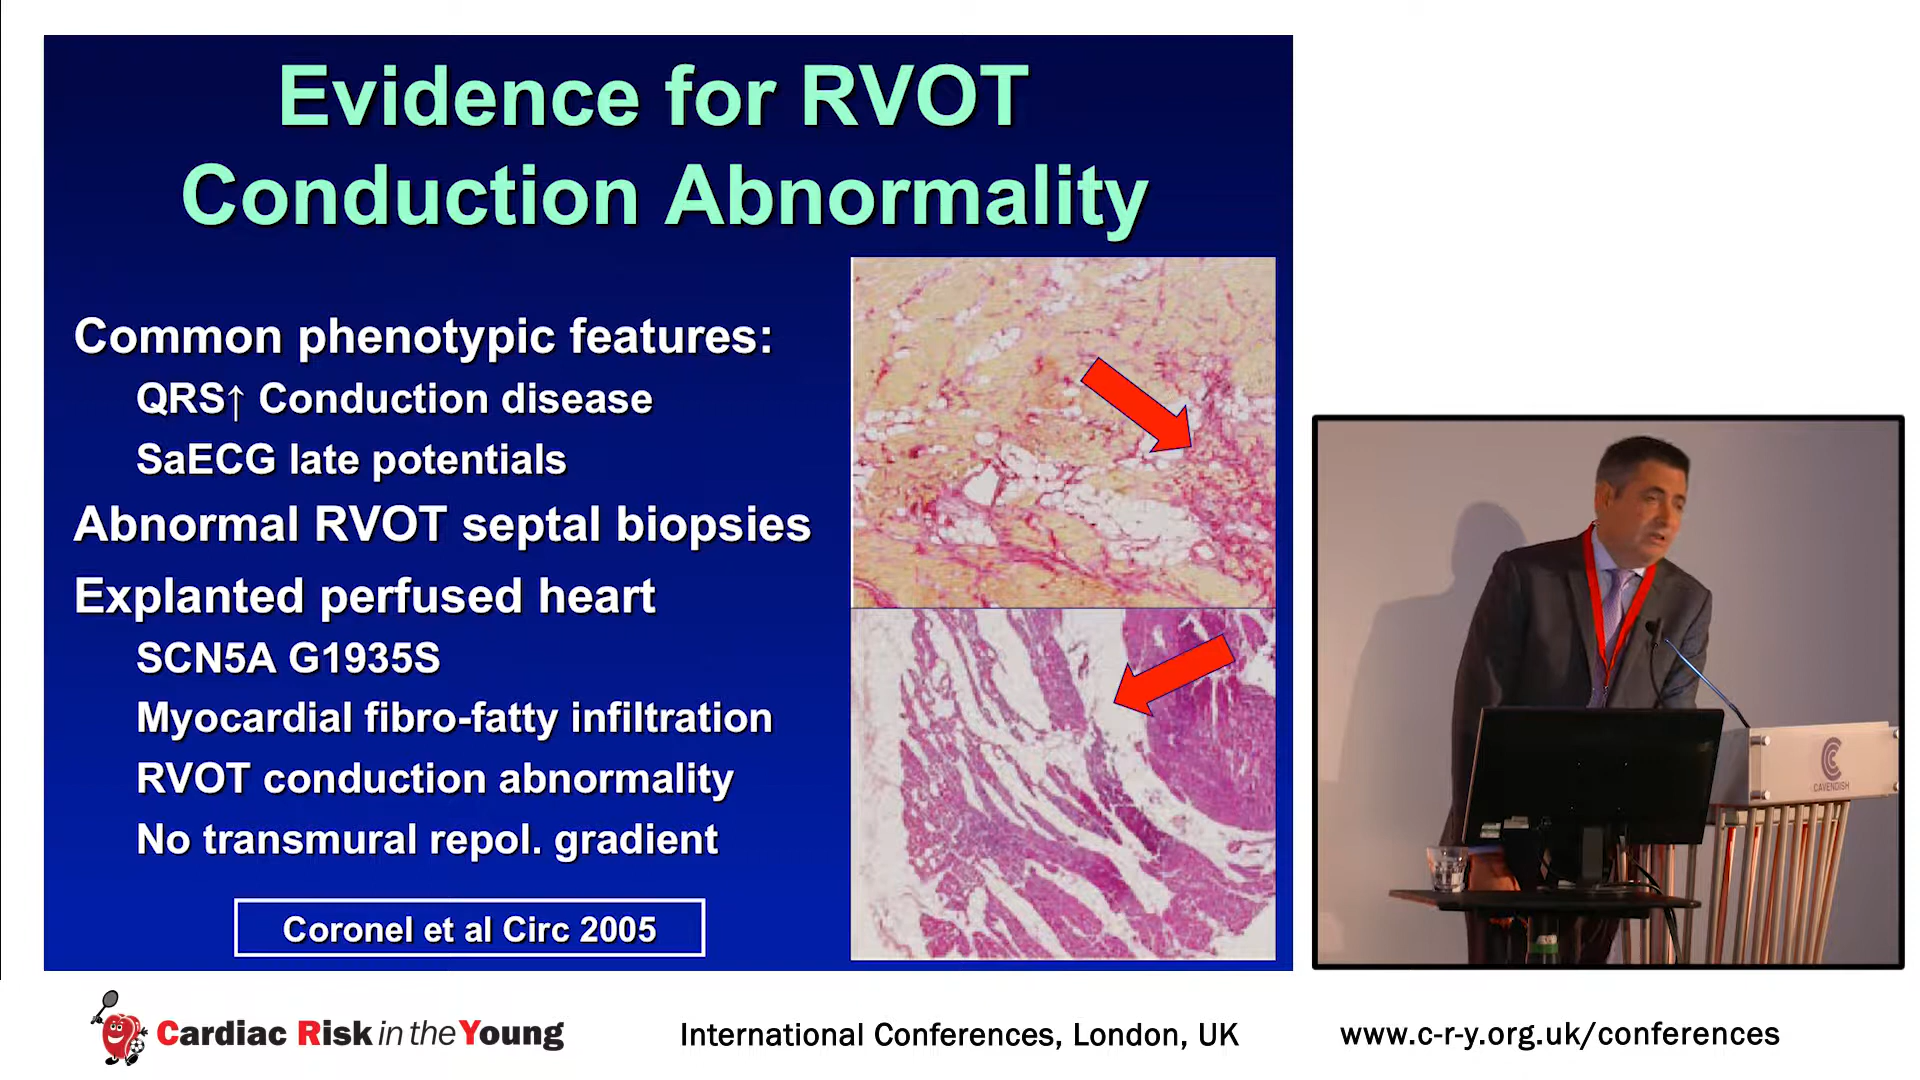 Evidence for RVOT
Conduction Abnormality
Common phenotypic features:
QRS↑ Conduction disease
SaECG late potentials
Abnormal RVOT septal biopsies
Explanted perfused heart
SCN5A G1935S
Myocardial fibro-fatty infiltration
RVOT conduction abnormality
No transmural repol. gradient
Coronel et al Circ 2005
CAVENDISH
Cardiac Risk in the Young
International Conferences, London, UK
www.c-r-y.org.uk/conferences